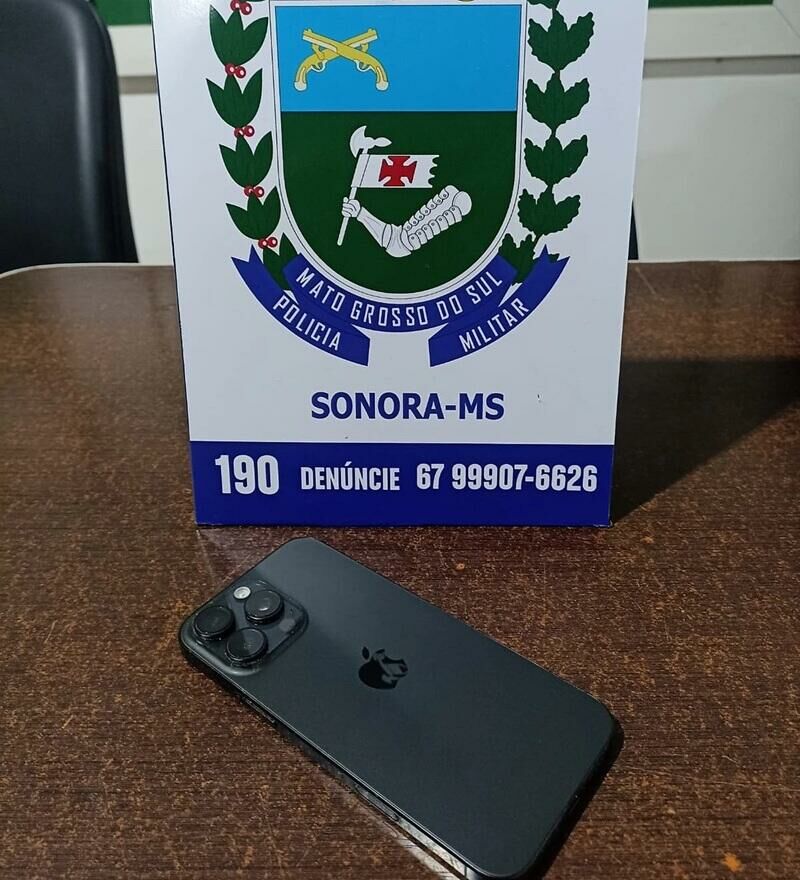 MATO GROSSO DO SUL
POLICIA MILITAR
SONORA-MS
190 DENÚNCIE 67 99907-6626